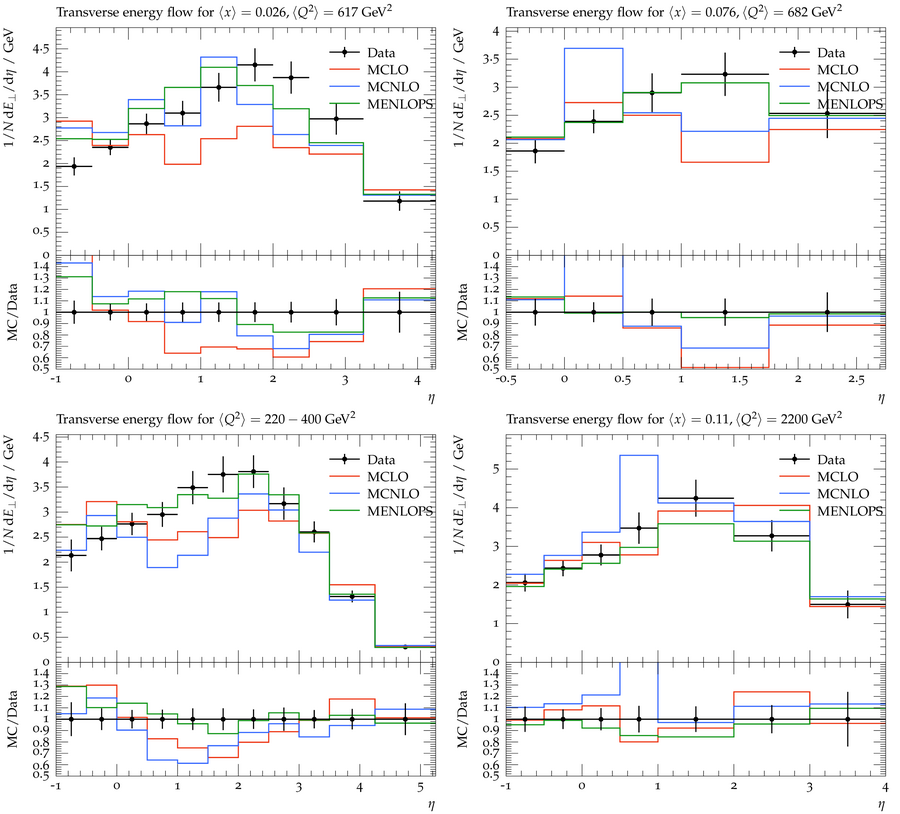 Transverse energy flow for ⟨x⟩ = 0.026, ⟨Q²⟩ = 617 GeV²
1/N dE⊥/dη / GeV
Data
MCLO
MCNLO
MENLOPS
4.5
4
3.5
3
2.5
2
1.5
1
0.5
0
MC/Data
1.4
1.3
1.2
1.1
1
0.9
0.8
0.7
0.6
0.5
-1 0 1 2 3 4
η
Transverse energy flow for ⟨x⟩ = 0.076, ⟨Q²⟩ = 682 GeV²
1/N dE⊥/dη / GeV
Data
MCLO
MCNLO
MENLOPS
4
3.5
3
2.5
2
1.5
1
0.5
0
MC/Data
1.4
1.3
1.2
1.1
1
0.9
0.8
0.7
0.6
0.5
-0.5 0 0.5 1 1.5 2 2.5
η
Transverse energy flow for ⟨Q²⟩ = 220 − 400 GeV²
1/N dE⊥/dη / GeV
Data
MCLO
MCNLO
MENLOPS
4.5
4
3.5
3
2.5
2
1.5
1
0.5
0
MC/Data
1.4
1.3
1.2
1.1
1
0.9
0.8
0.7
0.6
0.5
-1 0 1 2 3 4 5
η
Transverse energy flow for ⟨x⟩ = 0.11, ⟨Q²⟩ = 2200 GeV²
1/N dE⊥/dη / GeV
Data
MCLO
MCNLO
MENLOPS
5
4
3
2
1
MC/Data
1.4
1.3
1.2
1.1
1
0.9
0.8
0.7
0.6
0.5
-1 0 1 2 3 4
η